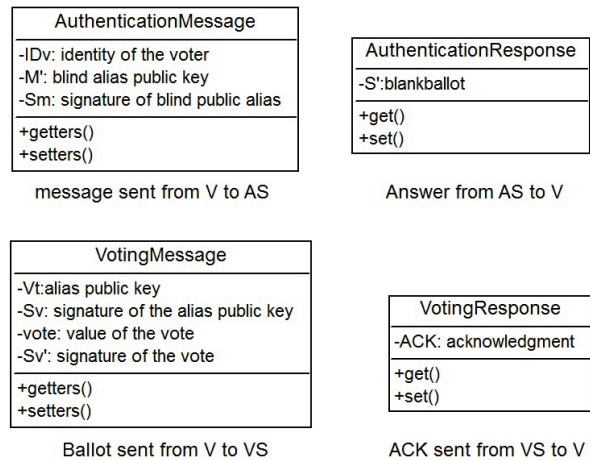 AuthenticationMessage
-IDv: identity of the voter
-M': blind alias public key
-Sm: signature of blind public alias
+getters()
+setters()
message sent from V to AS
AuthenticationResponse
-S':blankballot
+get()
+set()
Answer from AS to V
VotingMessage
-Vt:alias public key
-Sv: signature of the alias public key
-vote: value of the vote
-Sv': signature of the vote
+getters()
+setters()
Ballot sent from V to VS
VotingResponse
-ACK: acknowledgment
+get()
+set()
ACK sent from VS to V